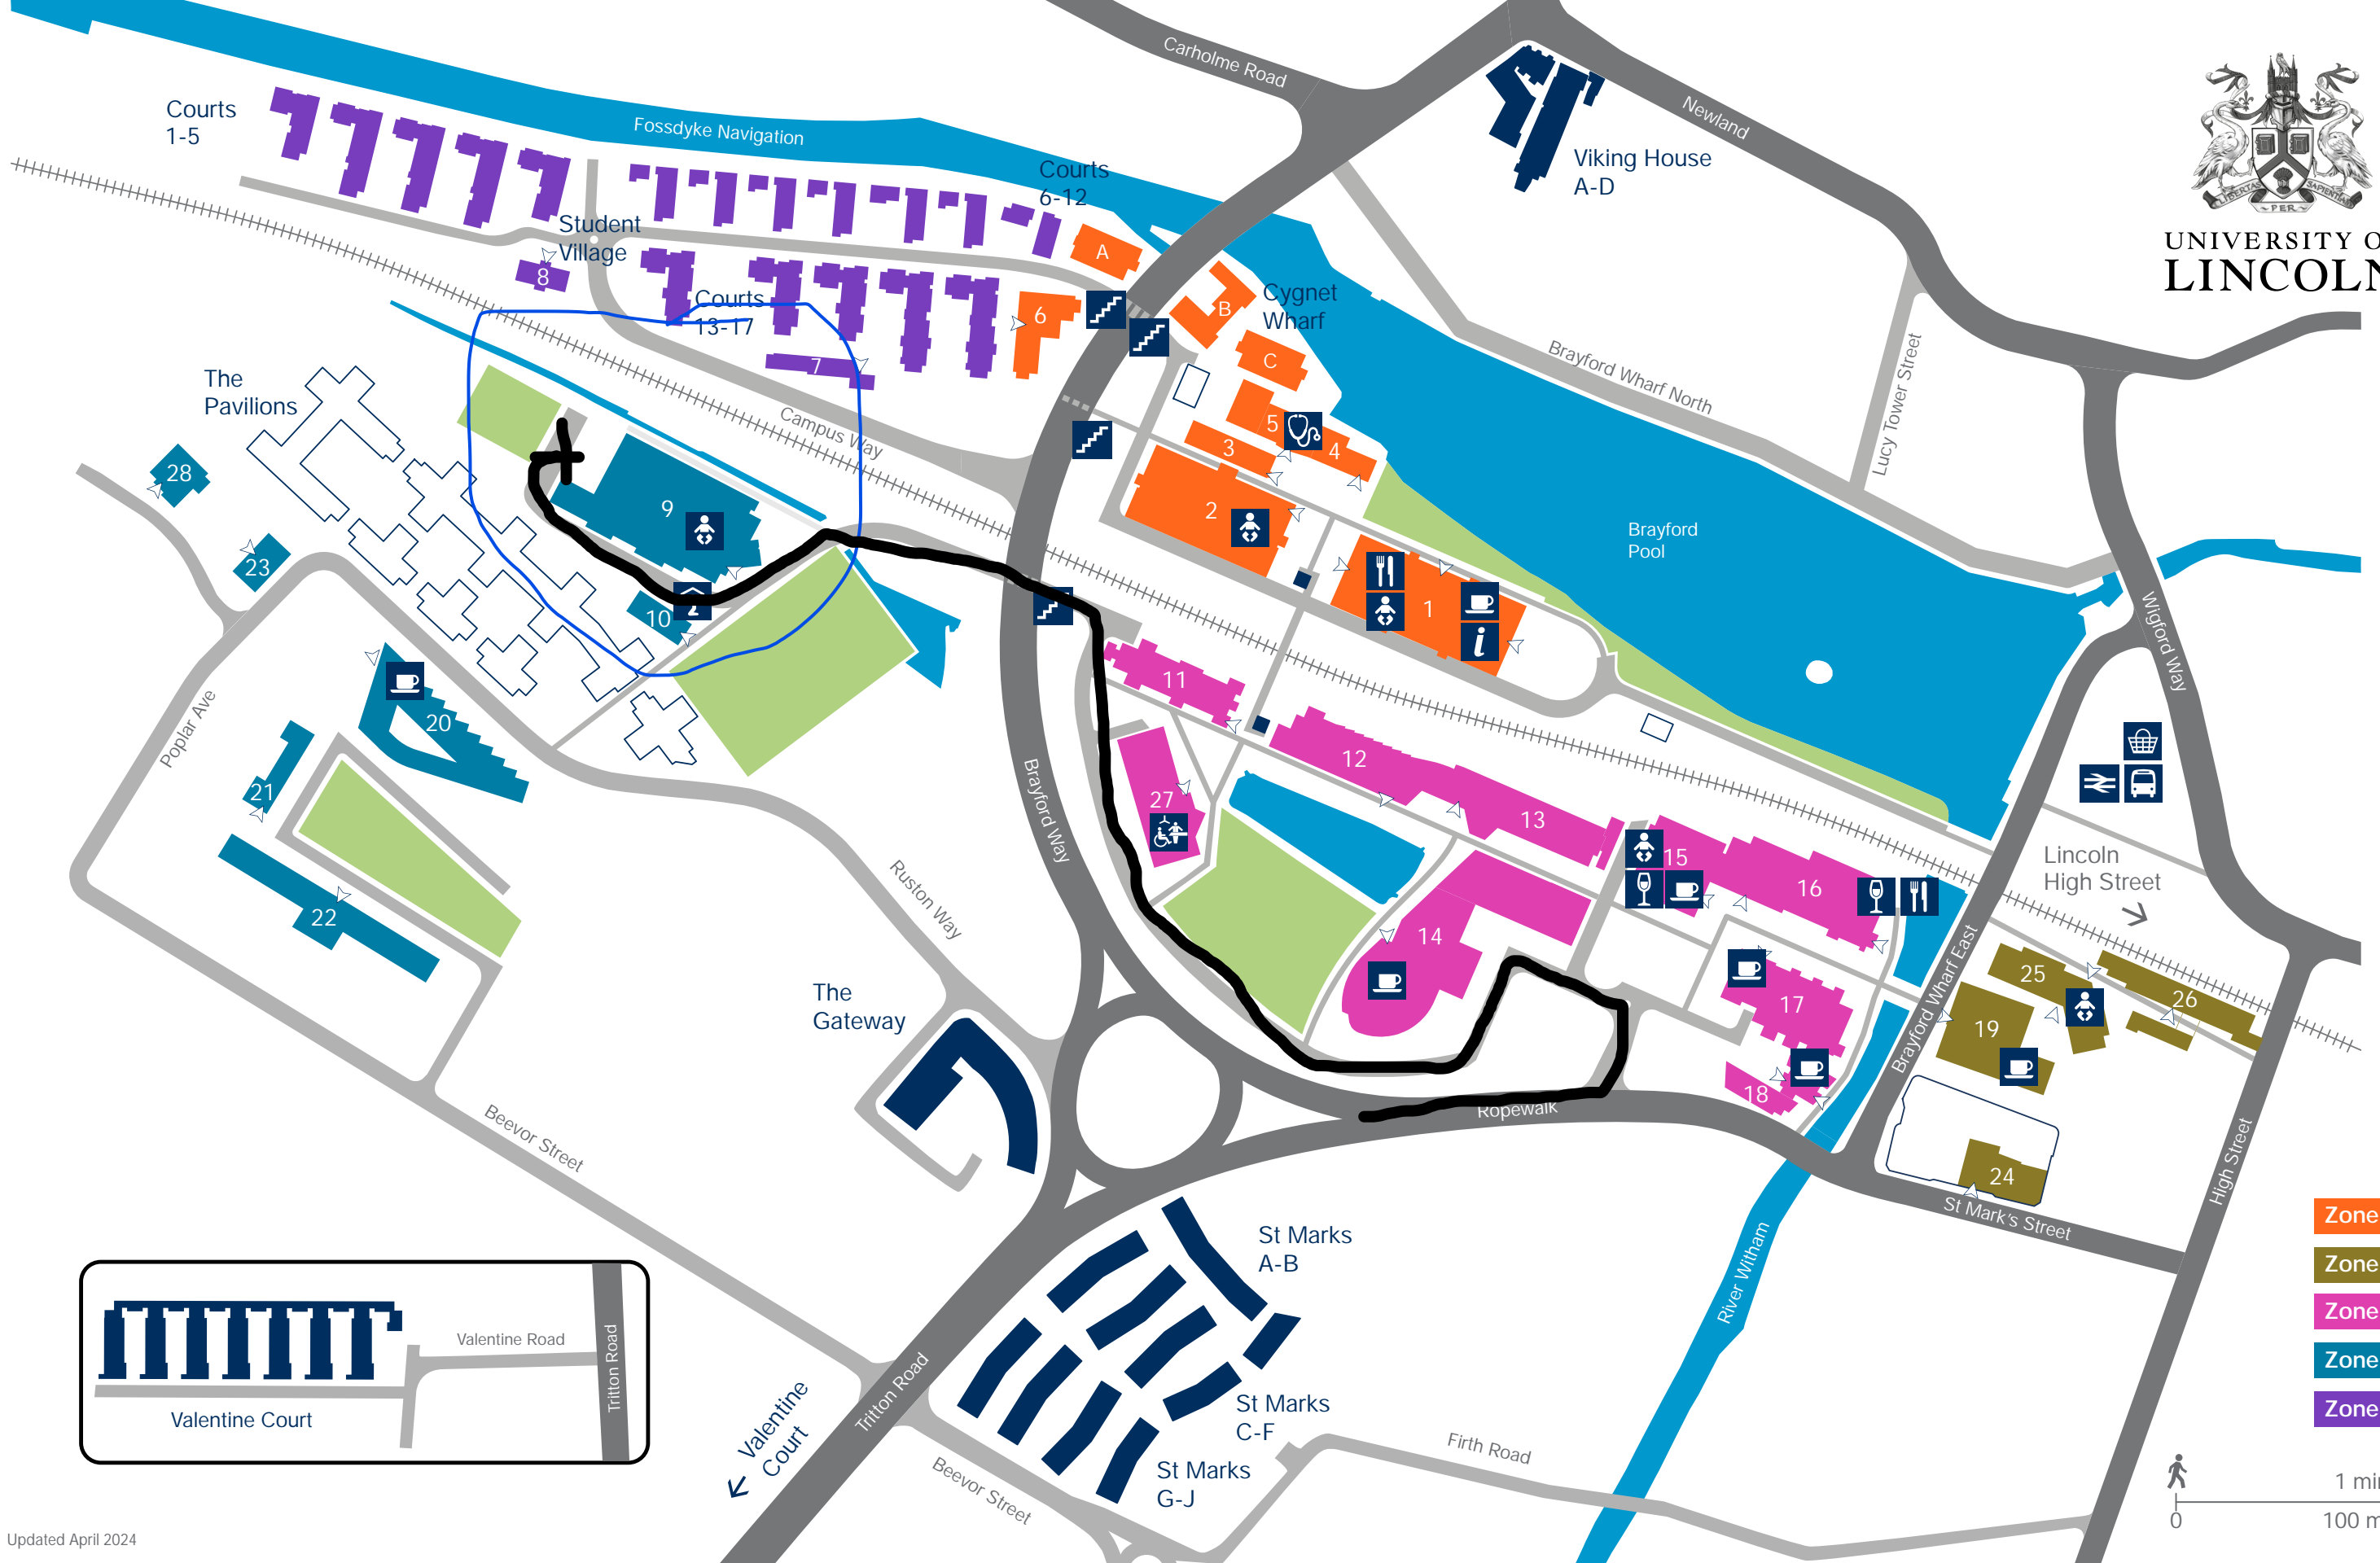 Carholme Road
Newland
Courts
1-5
Fossdyke Navigation
Viking House
A-D
Courts
6-12
Student
Village
UNIVERSITY O
LINCOLN
LIBERTAS
PER
SAPIENTIAM
A
8
Courts
13-17
6
B
Cygnet
Wharf
C
7
Brayford Wharf North
Lucy Tower Street
The
Pavilions
Campus Way
5
3
4
28
9
2
Brayford
Pool
23
10
1
Wigford Way
11
Poplar Ave
20
12
21
27
13
Brayford Way
15
Lincoln
High Street
16
Ruston Way
22
14
25
26
17
19
Brayford Wharf East
The
Gateway
18
Ropewalk
Beevor Street
24
High Street
St Mark's Street
Zone
Zone
Zone
Zone
Zone
St Marks
A-B
River Witham
Valentine Road
Tritton Road
Valentine Court
Tritton Road
Valentine
Court
St Marks
C-F
Firth Road
St Marks
G-J
Beevor Street
1 min
0
100 m
Updated April 2024